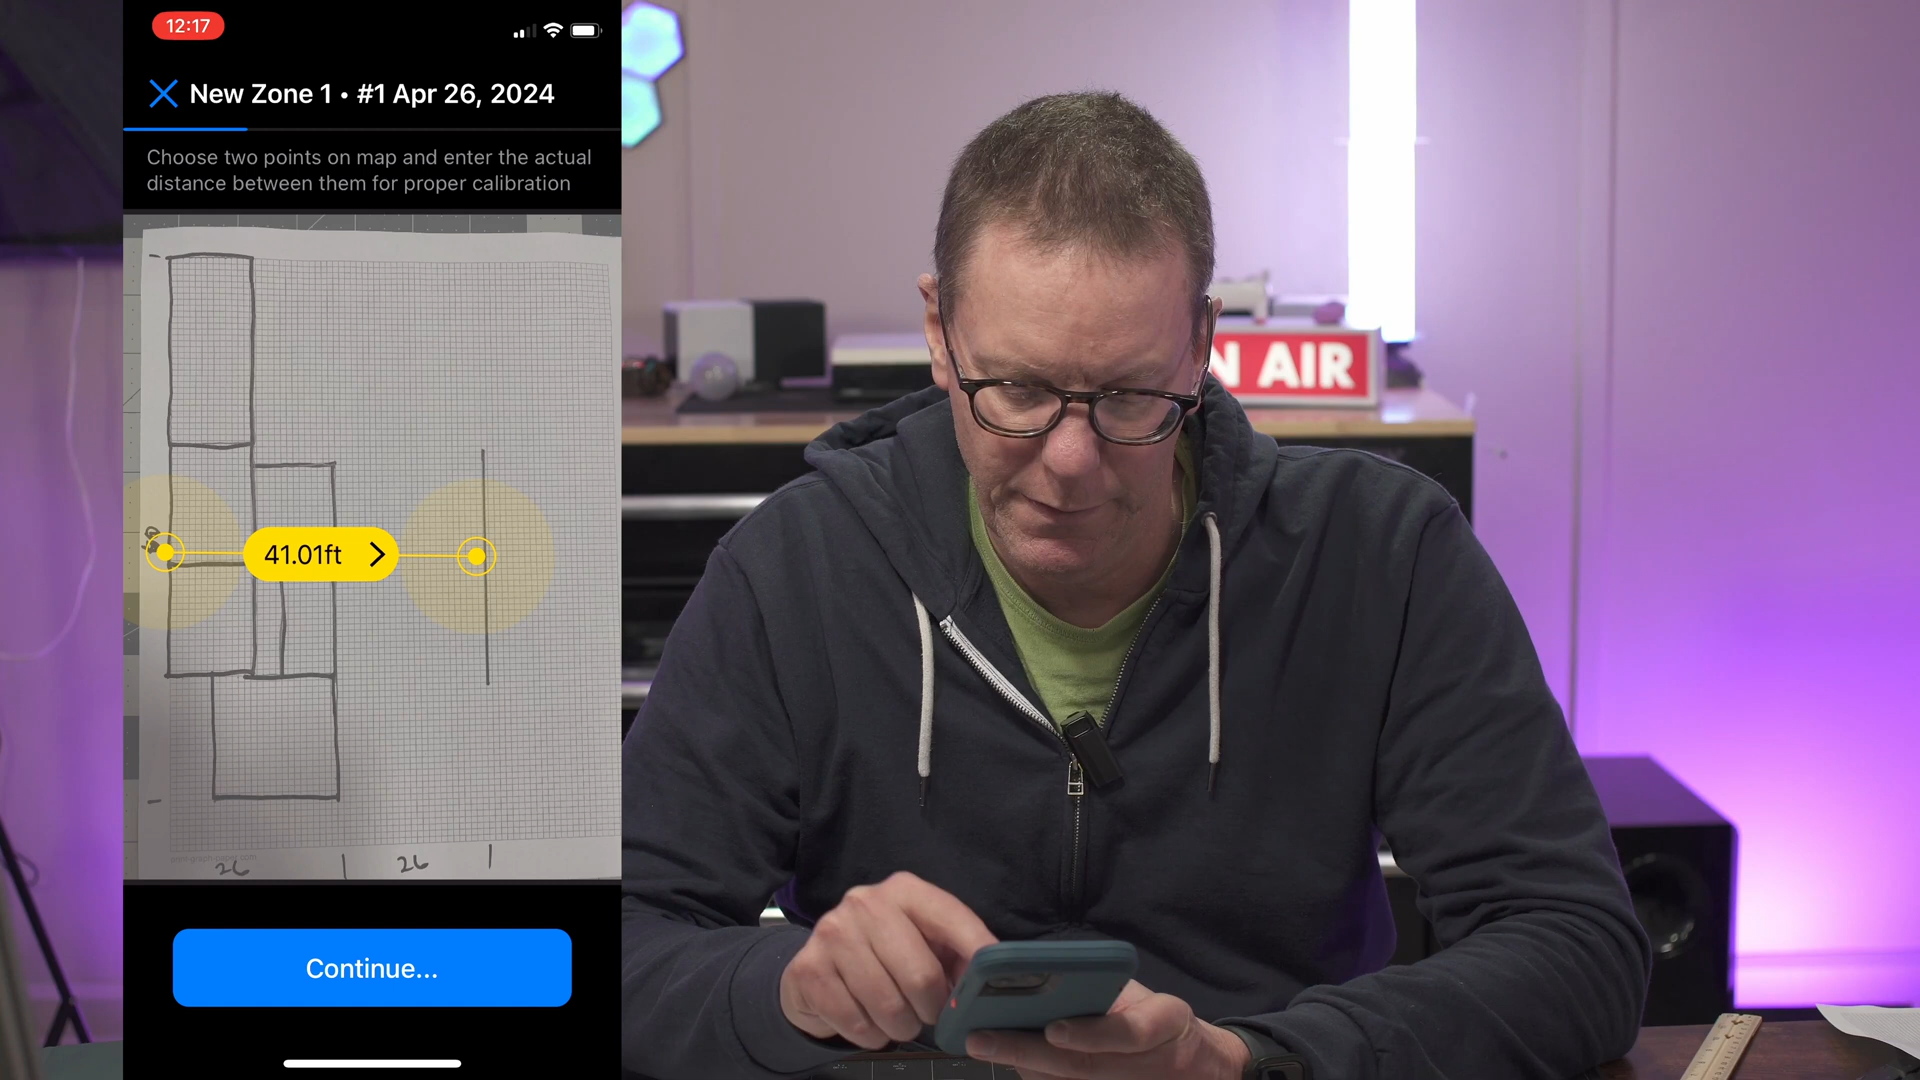 12:17
New Zone 1 • #1 Apr 26, 2024
Choose two points on map and enter the actual
distance between them for proper calibration
41.01ft
26
26
Continue...
N AIR